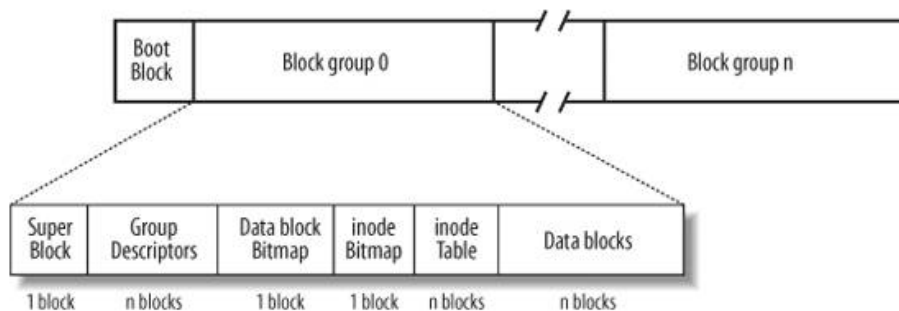 Boot
Block
Block group 0
Block group n
Super
Block
Group
Descriptors
Data block
Bitmap
inode
Bitmap
inode
Table
Data blocks
1 block
n blocks
1 block
1 block
n blocks
n blocks